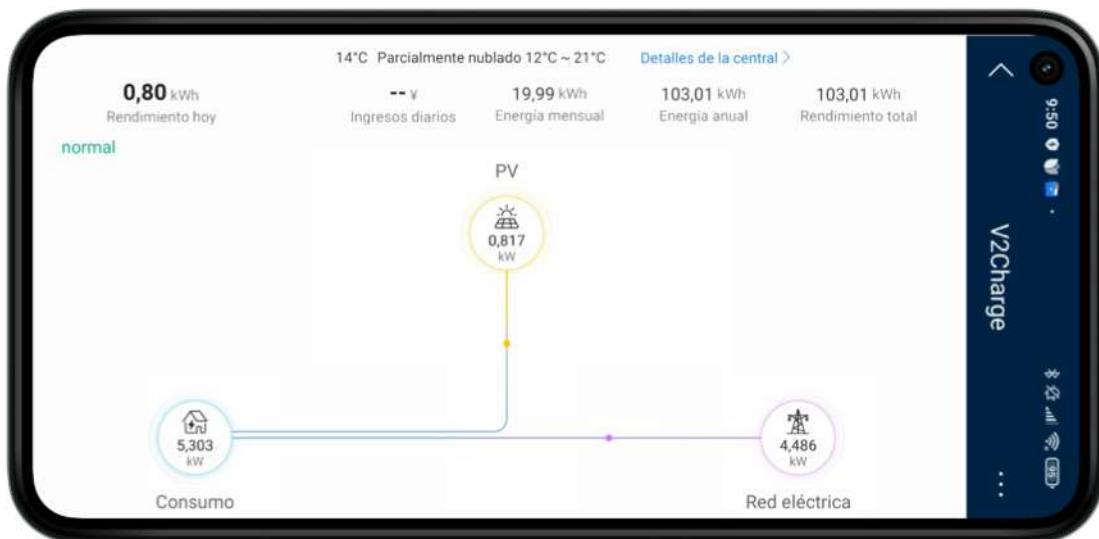 14°C Parcialmente nublado 12°C ~ 21°C Detalles de la central >
0,80 kWh
Rendimiento hoy
-- ¥
Ingresos diarios
19,99 kWh
Energía mensual
103,01 kWh
Energía anual
103,01 kWh
Rendimiento total
normal
PV
0,817
kW
5,303
kW
Consumo
4,486
kW
Red eléctrica
9:50
95
V2Charge